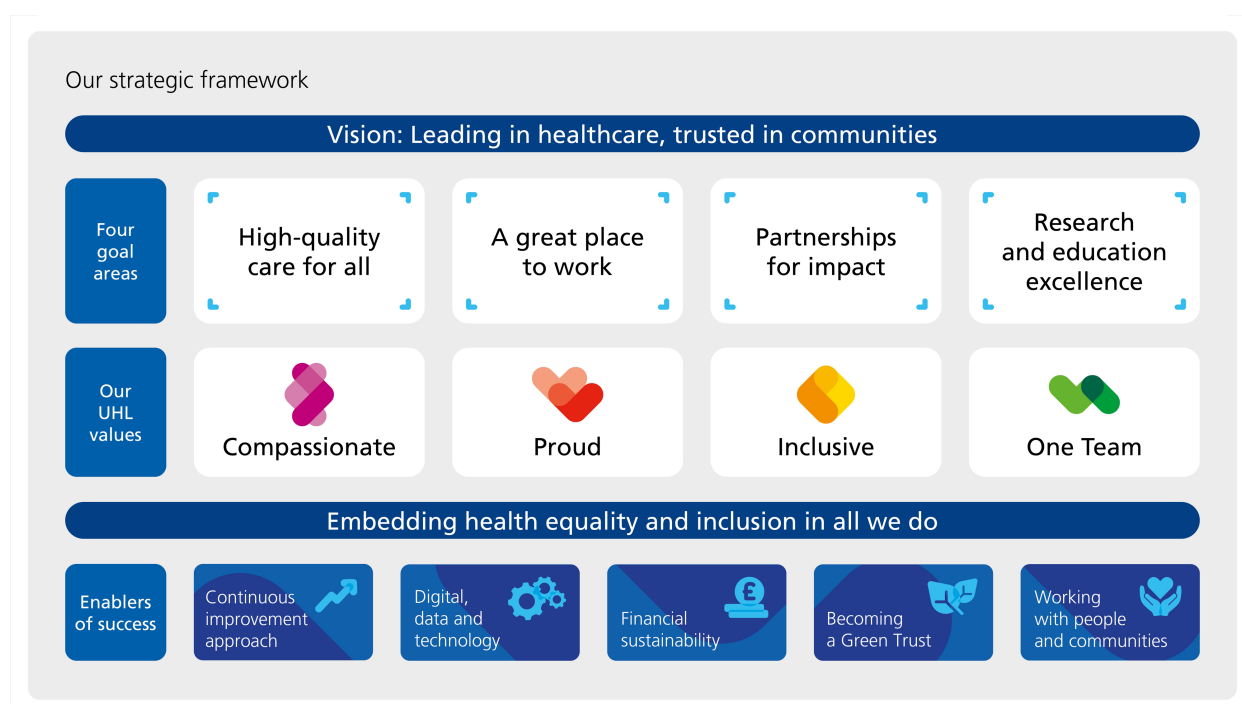 Our strategic framework
Vision: Leading in healthcare, trusted in communities
Four
goal
areas
High-quality
care for all
A great place
to work
Partnerships
for impact
Research
and education
excellence
Our
UHL
values
Compassionate
Proud
Inclusive
One Team
Embedding health equality and inclusion in all we do
Enablers
of success
Continuous
improvement
approach
Digital,
data and
technology
£
Financial
sustainability
Becoming
a Green Trust
Working
with people
and communities